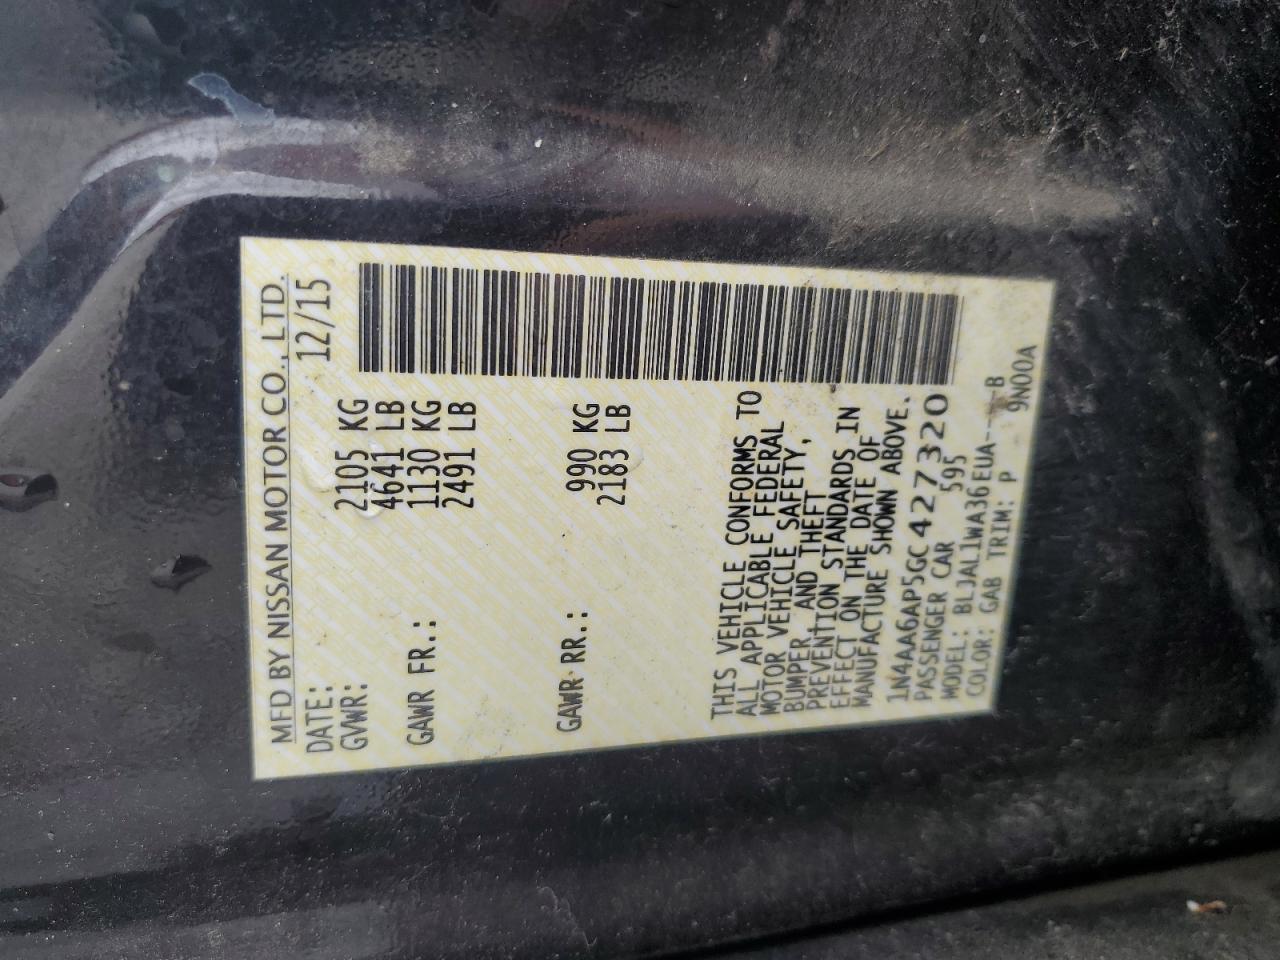 MFD BY NISSAN MOTOR CO., LTD.
DATE: 12/15
GVWR: 2105 KG
4641 LB
GAWR FR.: 1130 KG
2491 LB
GAWR RR.: 990 KG
2183 LB
THIS VEHICLE CONFORMS TO
ALL APPLICABLE FEDERAL
MOTOR VEHICLE SAFETY,
BUMPER, AND THEFT
PREVENTION STANDARDS IN
EFFECT ON THE DATE OF
MANUFACTURE SHOWN ABOVE.
1N4AA6AP5GC427320
PASSENGER CAR 595
MODEL: BLJAL1WA36EUA---B
COLOR: GAB TRIM: P 9N00A